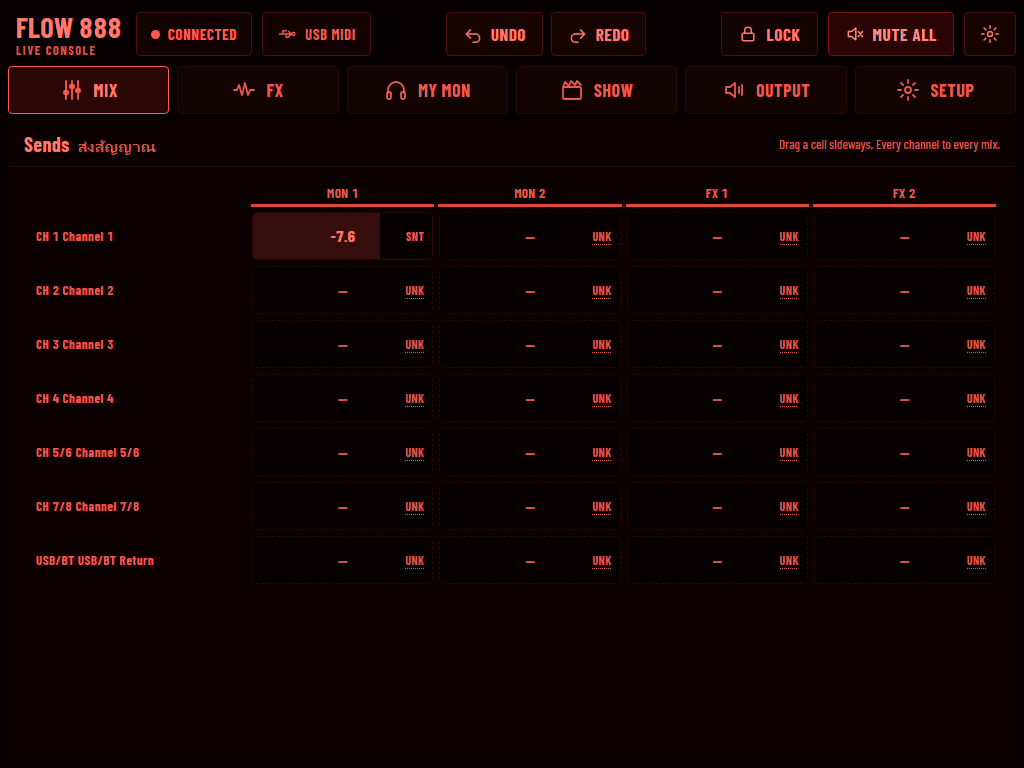 FLOW 888
LIVE CONSOLE
CONNECTED
USB MIDI
UNDO
REDO
LOCK
MUTE ALL
MIX
FX
MY MON
SHOW
OUTPUT
SETUP
Sends ส่งสัญญาณ
Drag a cell sideways. Every channel to every mix.
MON 1 MON 2 FX 1 FX 2
CH 1 Channel 1 -7.6 SNT – UNK – UNK – UNK
CH 2 Channel 2 – UNK – UNK – UNK – UNK
CH 3 Channel 3 – UNK – UNK – UNK – UNK
CH 4 Channel 4 – UNK – UNK – UNK – UNK
CH 5/6 Channel 5/6 – UNK – UNK – UNK – UNK
CH 7/8 Channel 7/8 – UNK – UNK – UNK – UNK
USB/BT USB/BT Return – UNK – UNK – UNK – UNK